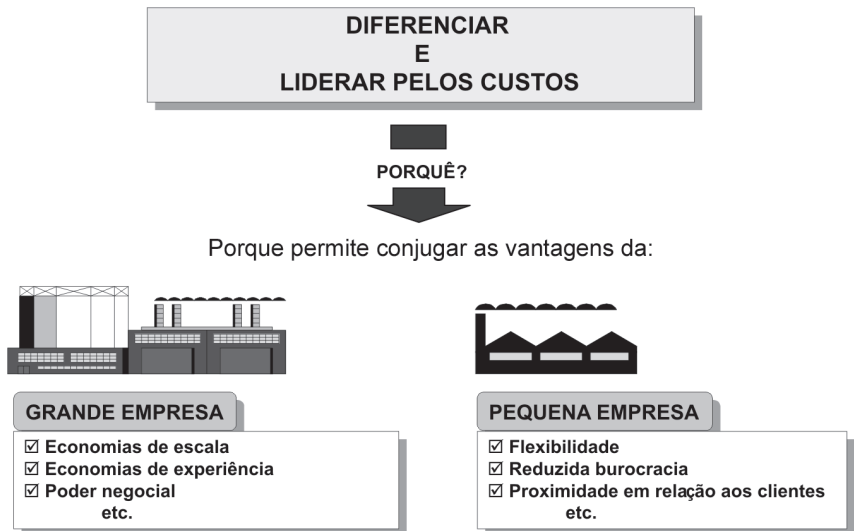 DIFERENCIAR
E
LIDERAR PELOS CUSTOS
PORQUÊ?
Porque permite conjugar as vantagens da:
GRANDE EMPRESA
☑ Economias de escala
☑ Economias de experiência
☑ Poder negocial
etc.
PEQUENA EMPRESA
☑ Flexibilidade
☑ Reduzida burocracia
☑ Proximidade em relação aos clientes
etc.